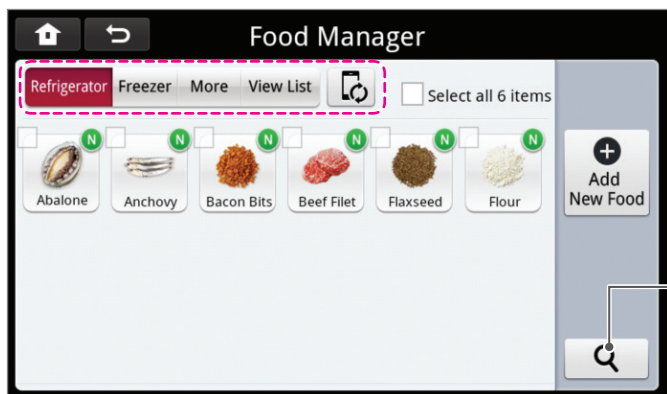 Food Manager
Refrigerator Freezer More View List
Select all 6 items
N N N N N N
Abalone Anchovy Bacon Bits Beef Filet Flaxseed Flour
Add
New Food